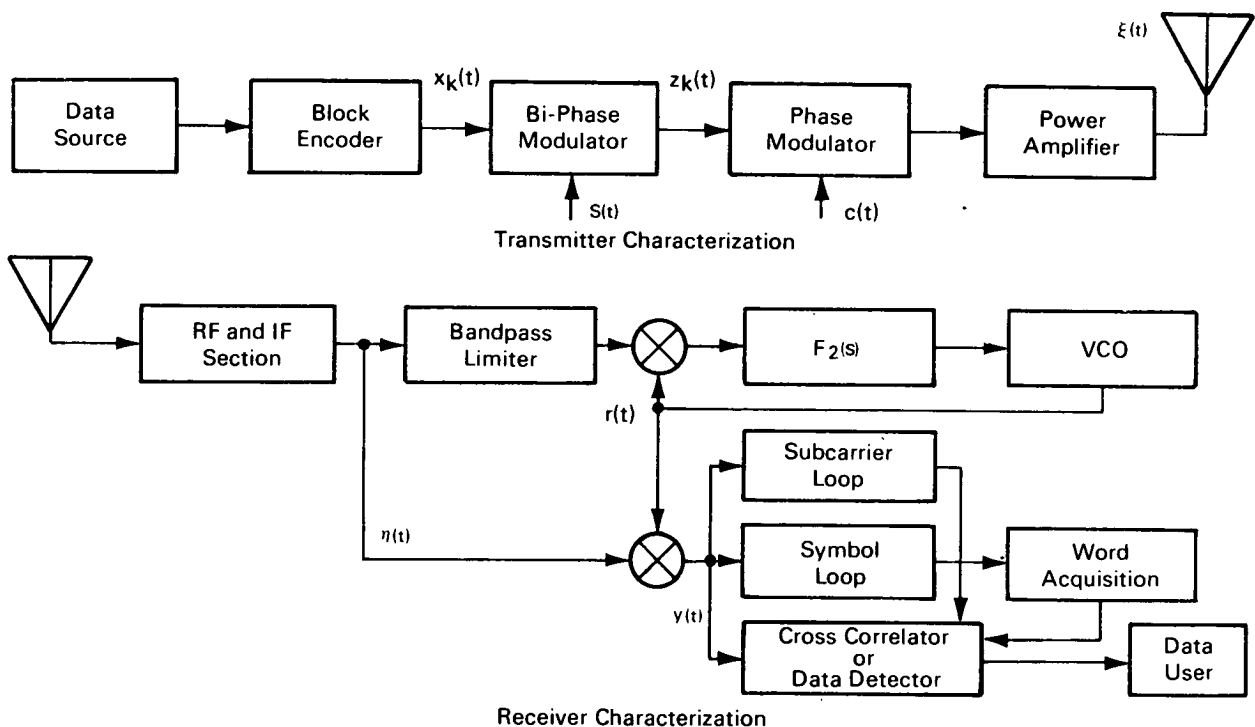 ξ(t)
x_k(t)
z_k(t)
Data
Source
Block
Encoder
Bi-Phase
Modulator
Phase
Modulator
Power
Amplifier
S(t)
c(t)
Transmitter Characterization
RF and IF
Section
Bandpass
Limiter
F₂(s)
VCO
r(t)
Subcarrier
Loop
η(t)
Symbol
Loop
Word
Acquisition
y(t)
Cross Correlator
or
Data Detector
Data
User
Receiver Characterization